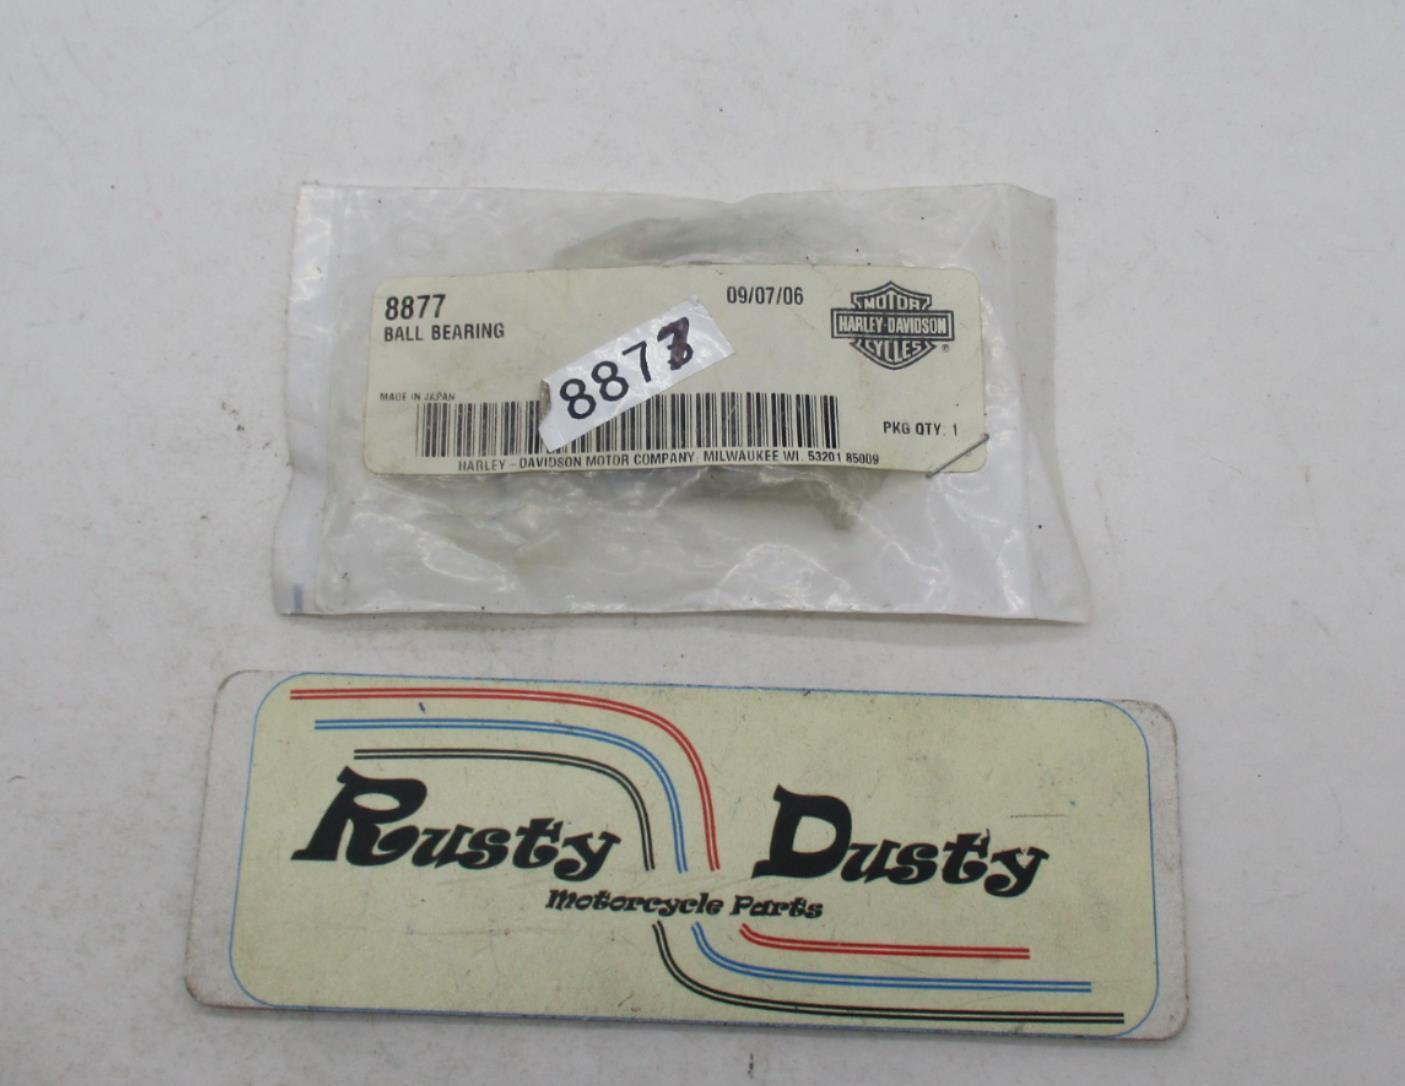 8877
BALL BEARING
09/07/06
MOTOR
HARLEY-DAVIDSON
CYCLES
®
8877
MADE IN JAPAN
PKG QTY. 1
HARLEY-DAVIDSON MOTOR COMPANY, MILWAUKEE WI. 53201 85009
Rusty Dusty
Motorcycle Parts